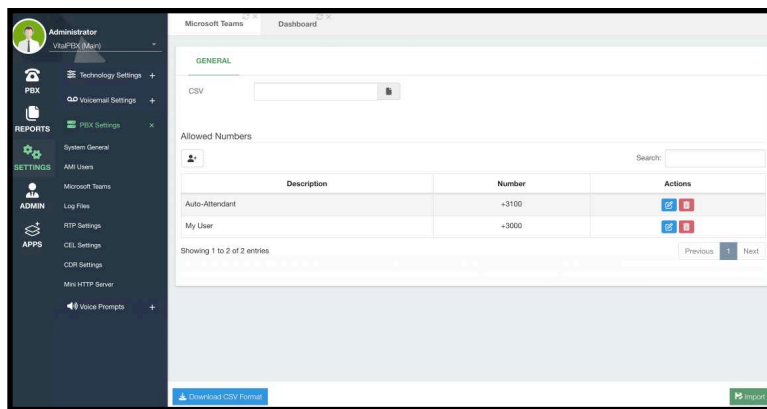 Administrator
VitalPBX (Main)
PBX
REPORTS
SETTINGS
ADMIN
APPS
Technology Settings +
Voicemail Settings +
PBX Settings ×
System General
AMI Users
Microsoft Teams
Log Files
RTP Settings
CEL Settings
CDR Settings
Mini HTTP Server
Voice Prompts +
Microsoft Teams
Dashboard
GENERAL
CSV
Allowed Numbers
Search:
Description Number Actions
Auto-Attendant +3100
My User +3000
Showing 1 to 2 of 2 entries
Previous 1 Next
Download CSV Format
Import